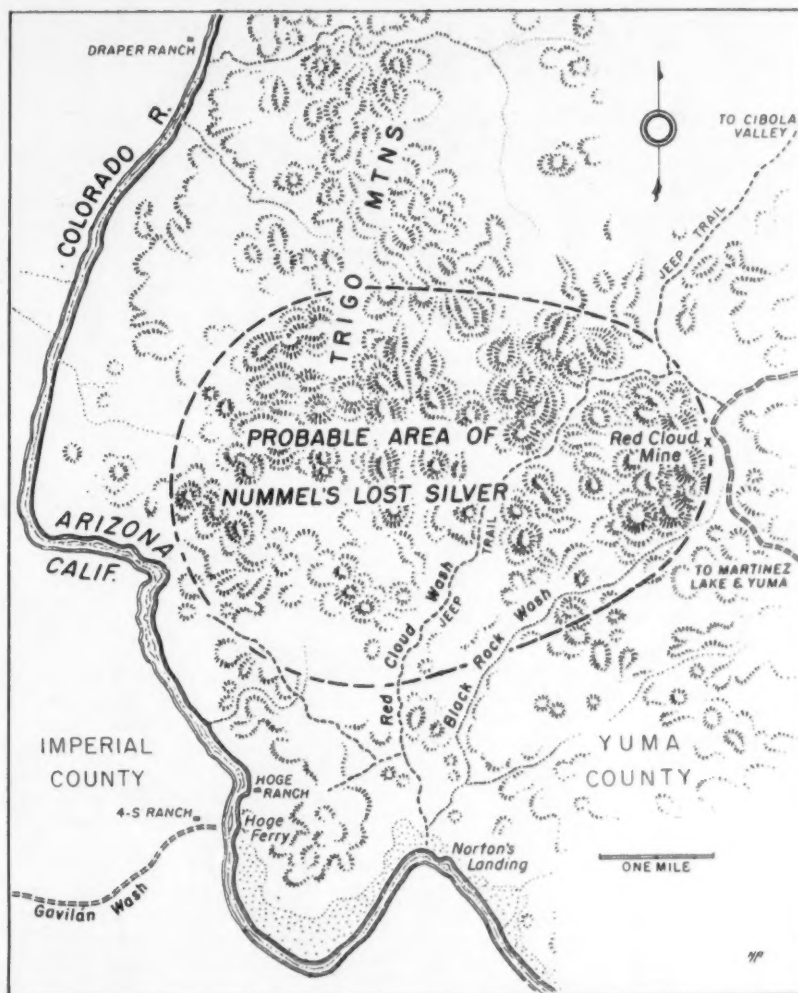 DRAPER RANCH
TO CIBOLA
VALLEY
COLORADO R.
TRIGO MTNS
JEEP TRAIL
PROBABLE AREA OF
NUMMEL'S LOST SILVER
Red Cloud
Mine
x
ARIZONA
CALIF.
TO MARTINEZ
LAKE & YUMA
Red Cloud Wash
JEEP TRAIL
Black Rock Wash
IMPERIAL
COUNTY
YUMA
COUNTY
HOGE
RANCH
4-S RANCH
Hoge
Ferry
Norton's
Landing
ONE MILE
Gavilán Wash